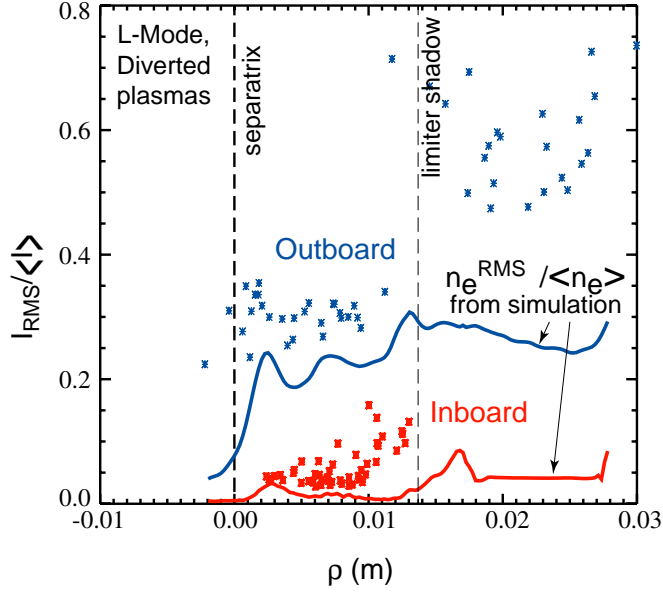 0.8
L-Mode,
Diverted
plasmas
separatrix
limiter shadow
0.6
I_RMS/<I>
0.4
Outboard
n_e^RMS /<n_e>
from simulation
0.2
Inboard
0.0
-0.01 0.00 0.01 0.02 0.03
ρ (m)